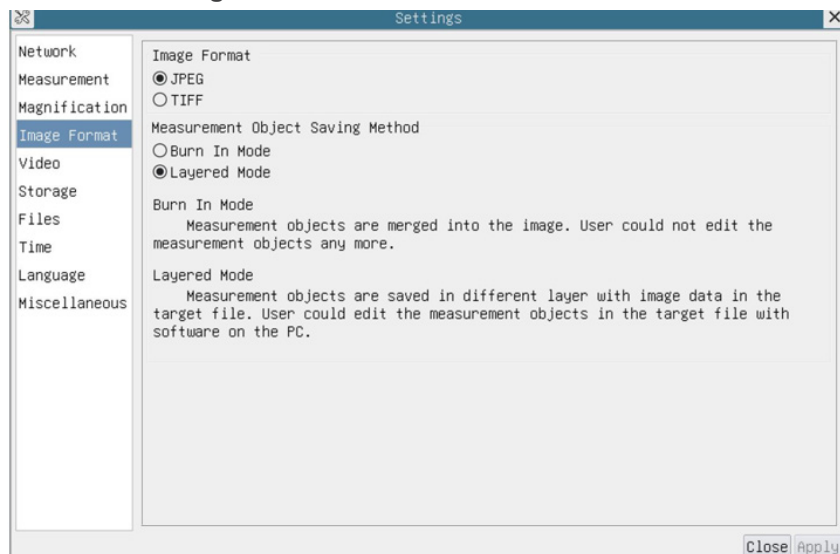 Settings
Network
Measurement
Magnification
Image Format
Video
Storage
Files
Time
Language
Miscellaneous
Image Format
JPEG
TIFF
Measurement Object Saving Method
Burn In Mode
Layered Mode
Burn In Mode
Measurement objects are merged into the image. User could not edit the
measurement objects any more.
Layered Mode
Measurement objects are saved in different layer with image data in the
target file. User could edit the measurement objects in the target file with
software on the PC.
Close Apply